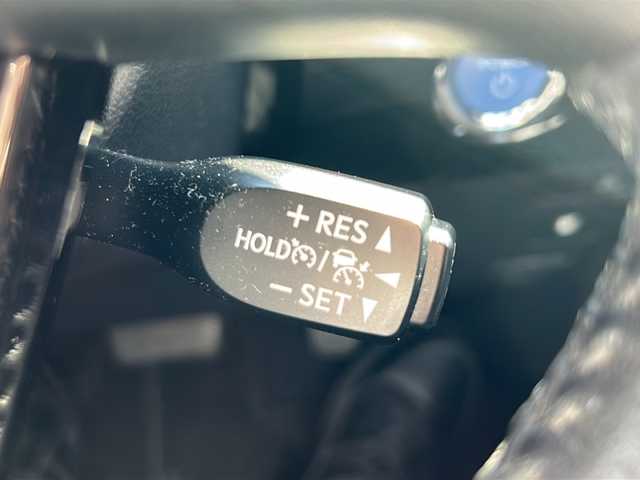 + RES
HOLD /
− SET